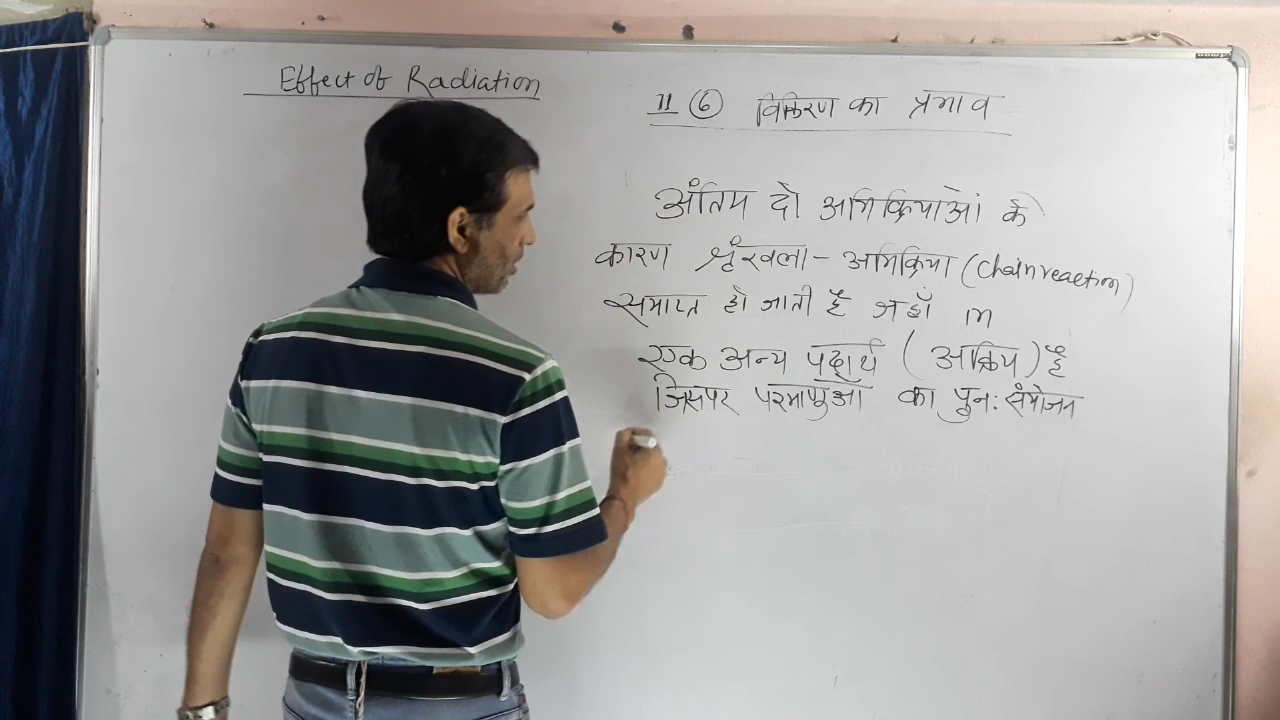 Effect of Radiation
11 ⑥ विकिरण का प्रभाव
अंतिम दो अभिक्रियाओं के
कारण श्रृंखला - अभिक्रिया (Chain reaction)
समाप्त हो जाती है जहाँ M
एक अन्य पदार्थ (अक्रिय) है
जिसपर परमाणुओं का पुन: संयोजन